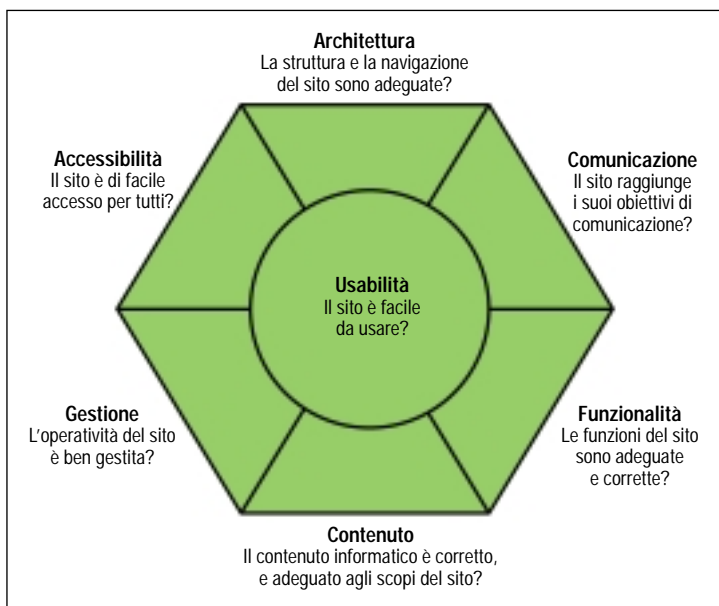 Architettura
La struttura e la navigazione
del sito sono adeguate?
Accessibilità
Il sito è di facile
accesso per tutti?
Comunicazione
Il sito raggiunge
i suoi obiettivi di
comunicazione?
Usabilità
Il sito è facile
da usare?
Gestione
L'operatività del sito
è ben gestita?
Funzionalità
Le funzioni del sito
sono adeguate
e corrette?
Contenuto
Il contenuto informatico è corretto,
e adeguato agli scopi del sito?